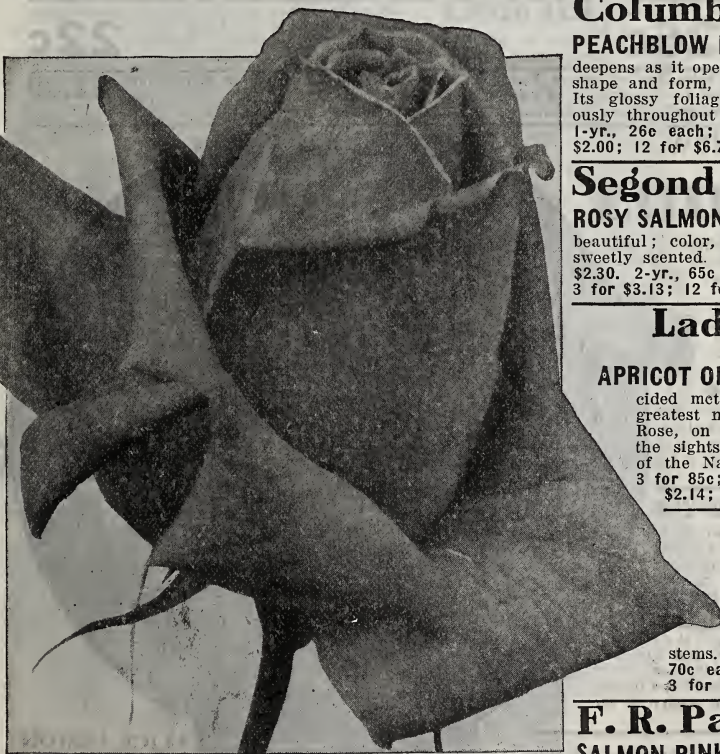 Columb
PEACHBLOW
deepens as it ope
shape and form,
Its glossy foliag
ously throughout
1-yr., 26c each;
$2.00; 12 for $6.7
Segond
ROSY SALMON
beautiful; color,
sweetly scented.
$2.30. 2-yr., 65c
3 for $3.13; 12 f
Lad
APRICOT O
cided met
greatest n
Rose, on
the sights
of the Na
3 for 85c;
$2.14;
stems.
70c ea
3 for
F. R. Pa
SALMON PIN